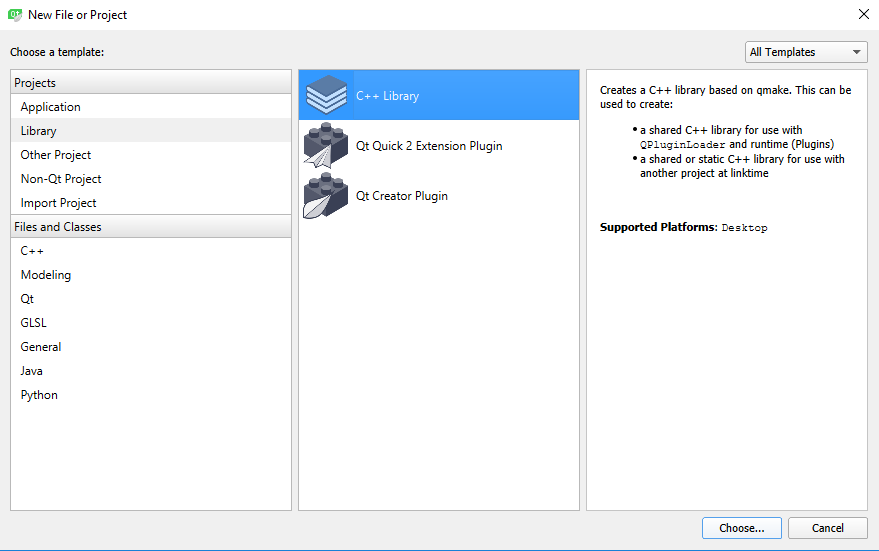 New File or Project
Choose a template:
All Templates
Projects
Application
Library
Other Project
Non-Qt Project
Import Project
Files and Classes
C++
Modeling
Qt
GLSL
General
Java
Python
C++ Library
Qt Quick 2 Extension Plugin
Qt Creator Plugin
Creates a C++ library based on qmake. This can be
used to create:
• a shared C++ library for use with
QPluginLoader and runtime (Plugins)
• a shared or static C++ library for use with
another project at linktime
Supported Platforms: Desktop
Choose...
Cancel